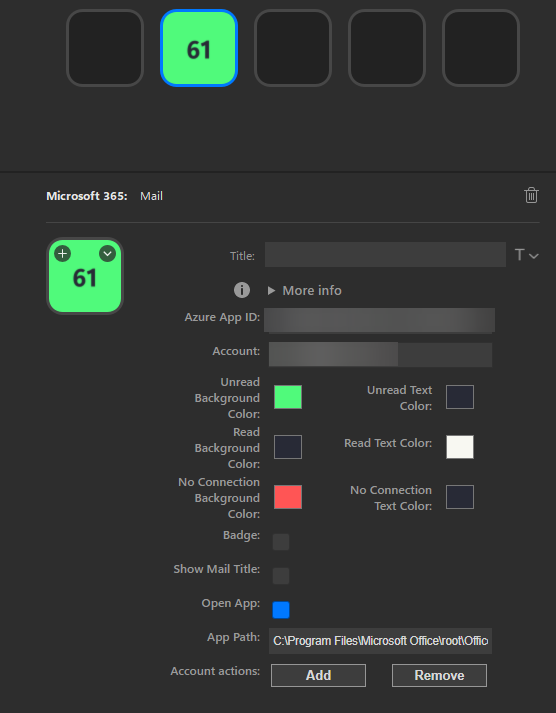 61
Microsoft 365: Mail
61
Title:
T
More info
Azure App ID:
Account:
Unread
Background
Color:
Unread Text
Color:
Read
Background
Color:
Read Text Color:
No Connection
Background
Color:
No Connection
Text Color:
Badge:
Show Mail Title:
Open App:
App Path: C:\Program Files\Microsoft Office\root\Offic
Account actions: Add Remove